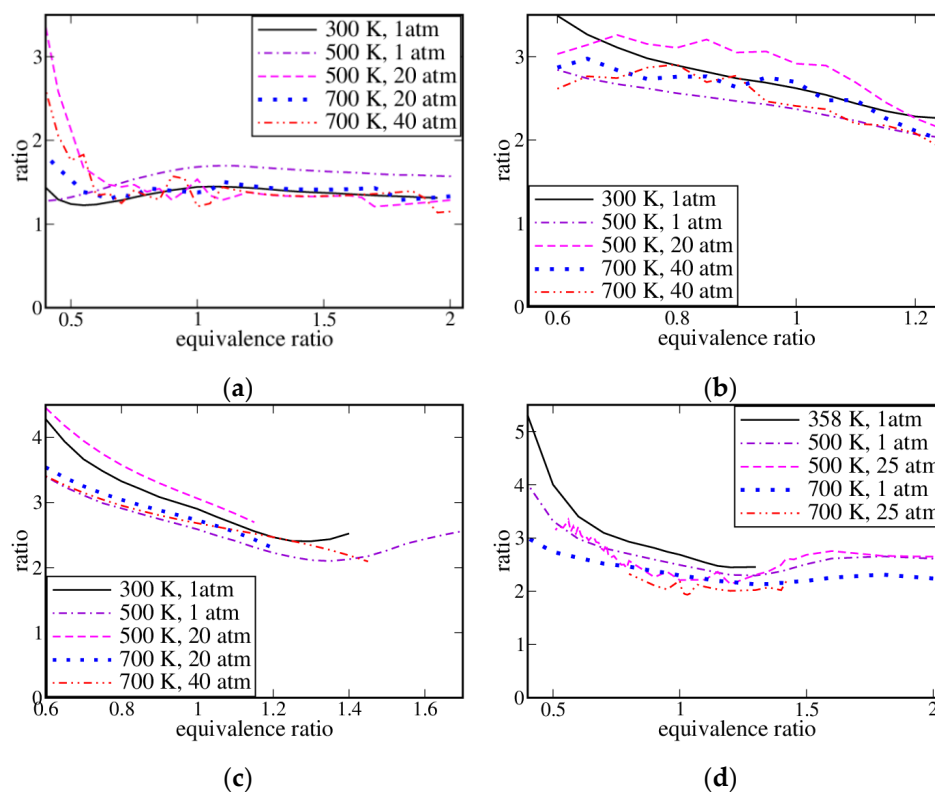 300 K, 1atm
500 K, 1 atm
500 K, 20 atm
700 K, 20 atm
700 K, 40 atm
ratio
3
2
1
0
0.5
1
1.5
2
equivalence ratio
(a)
300 K, 1atm
500 K, 1 atm
500 K, 20 atm
700 K, 40 atm
700 K, 40 atm
ratio
3
2
1
0
0.6
0.8
1
1.2
equivalence ratio
(b)
300 K, 1atm
500 K, 1 atm
500 K, 20 atm
700 K, 20 atm
700 K, 40 atm
ratio
4
3
2
1
0
0.6
0.8
1
1.2
1.4
1.6
equivalence ratio
(c)
358 K, 1atm
500 K, 1 atm
500 K, 25 atm
700 K, 1 atm
700 K, 25 atm
ratio
5
4
3
2
1
0
0.5
1
1.5
2
equivalence ratio
(d)